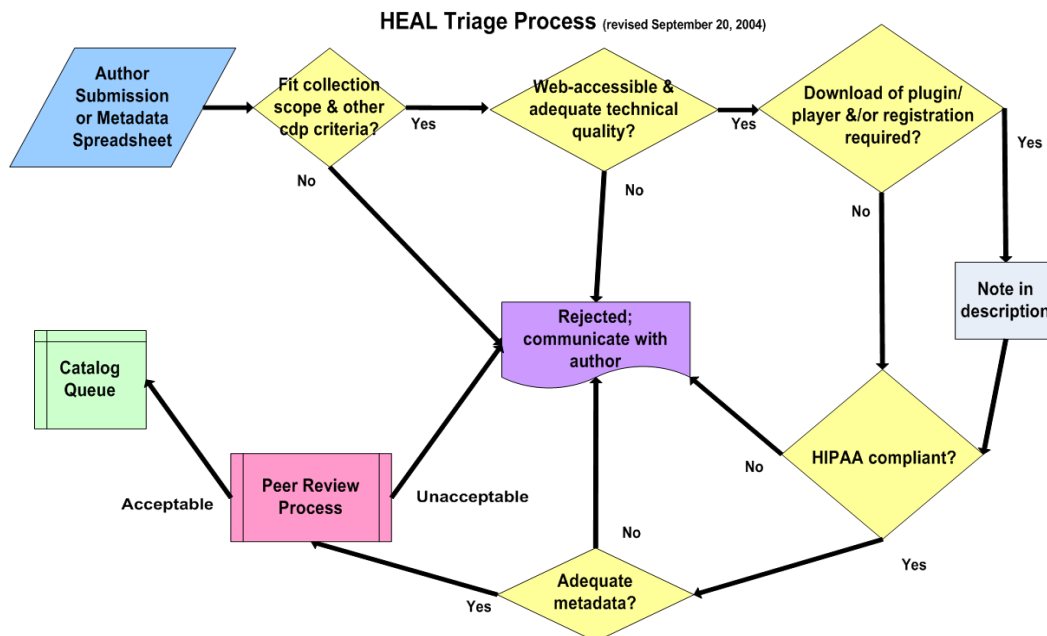 HEAL Triage Process (revised September 20, 2004)
Author
Submission
or Metadata
Spreadsheet
Fit collection
scope & other
cdp criteria?
Yes
No
Web-accessible &
adequate technical
quality?
Yes
No
Download of plugin/
player &/or registration
required?
Yes
No
Note in
description
Rejected;
communicate with
author
HIPAA compliant?
No
Yes
Adequate
metadata?
No
Yes
Peer Review
Process
Unacceptable
Acceptable
Catalog
Queue